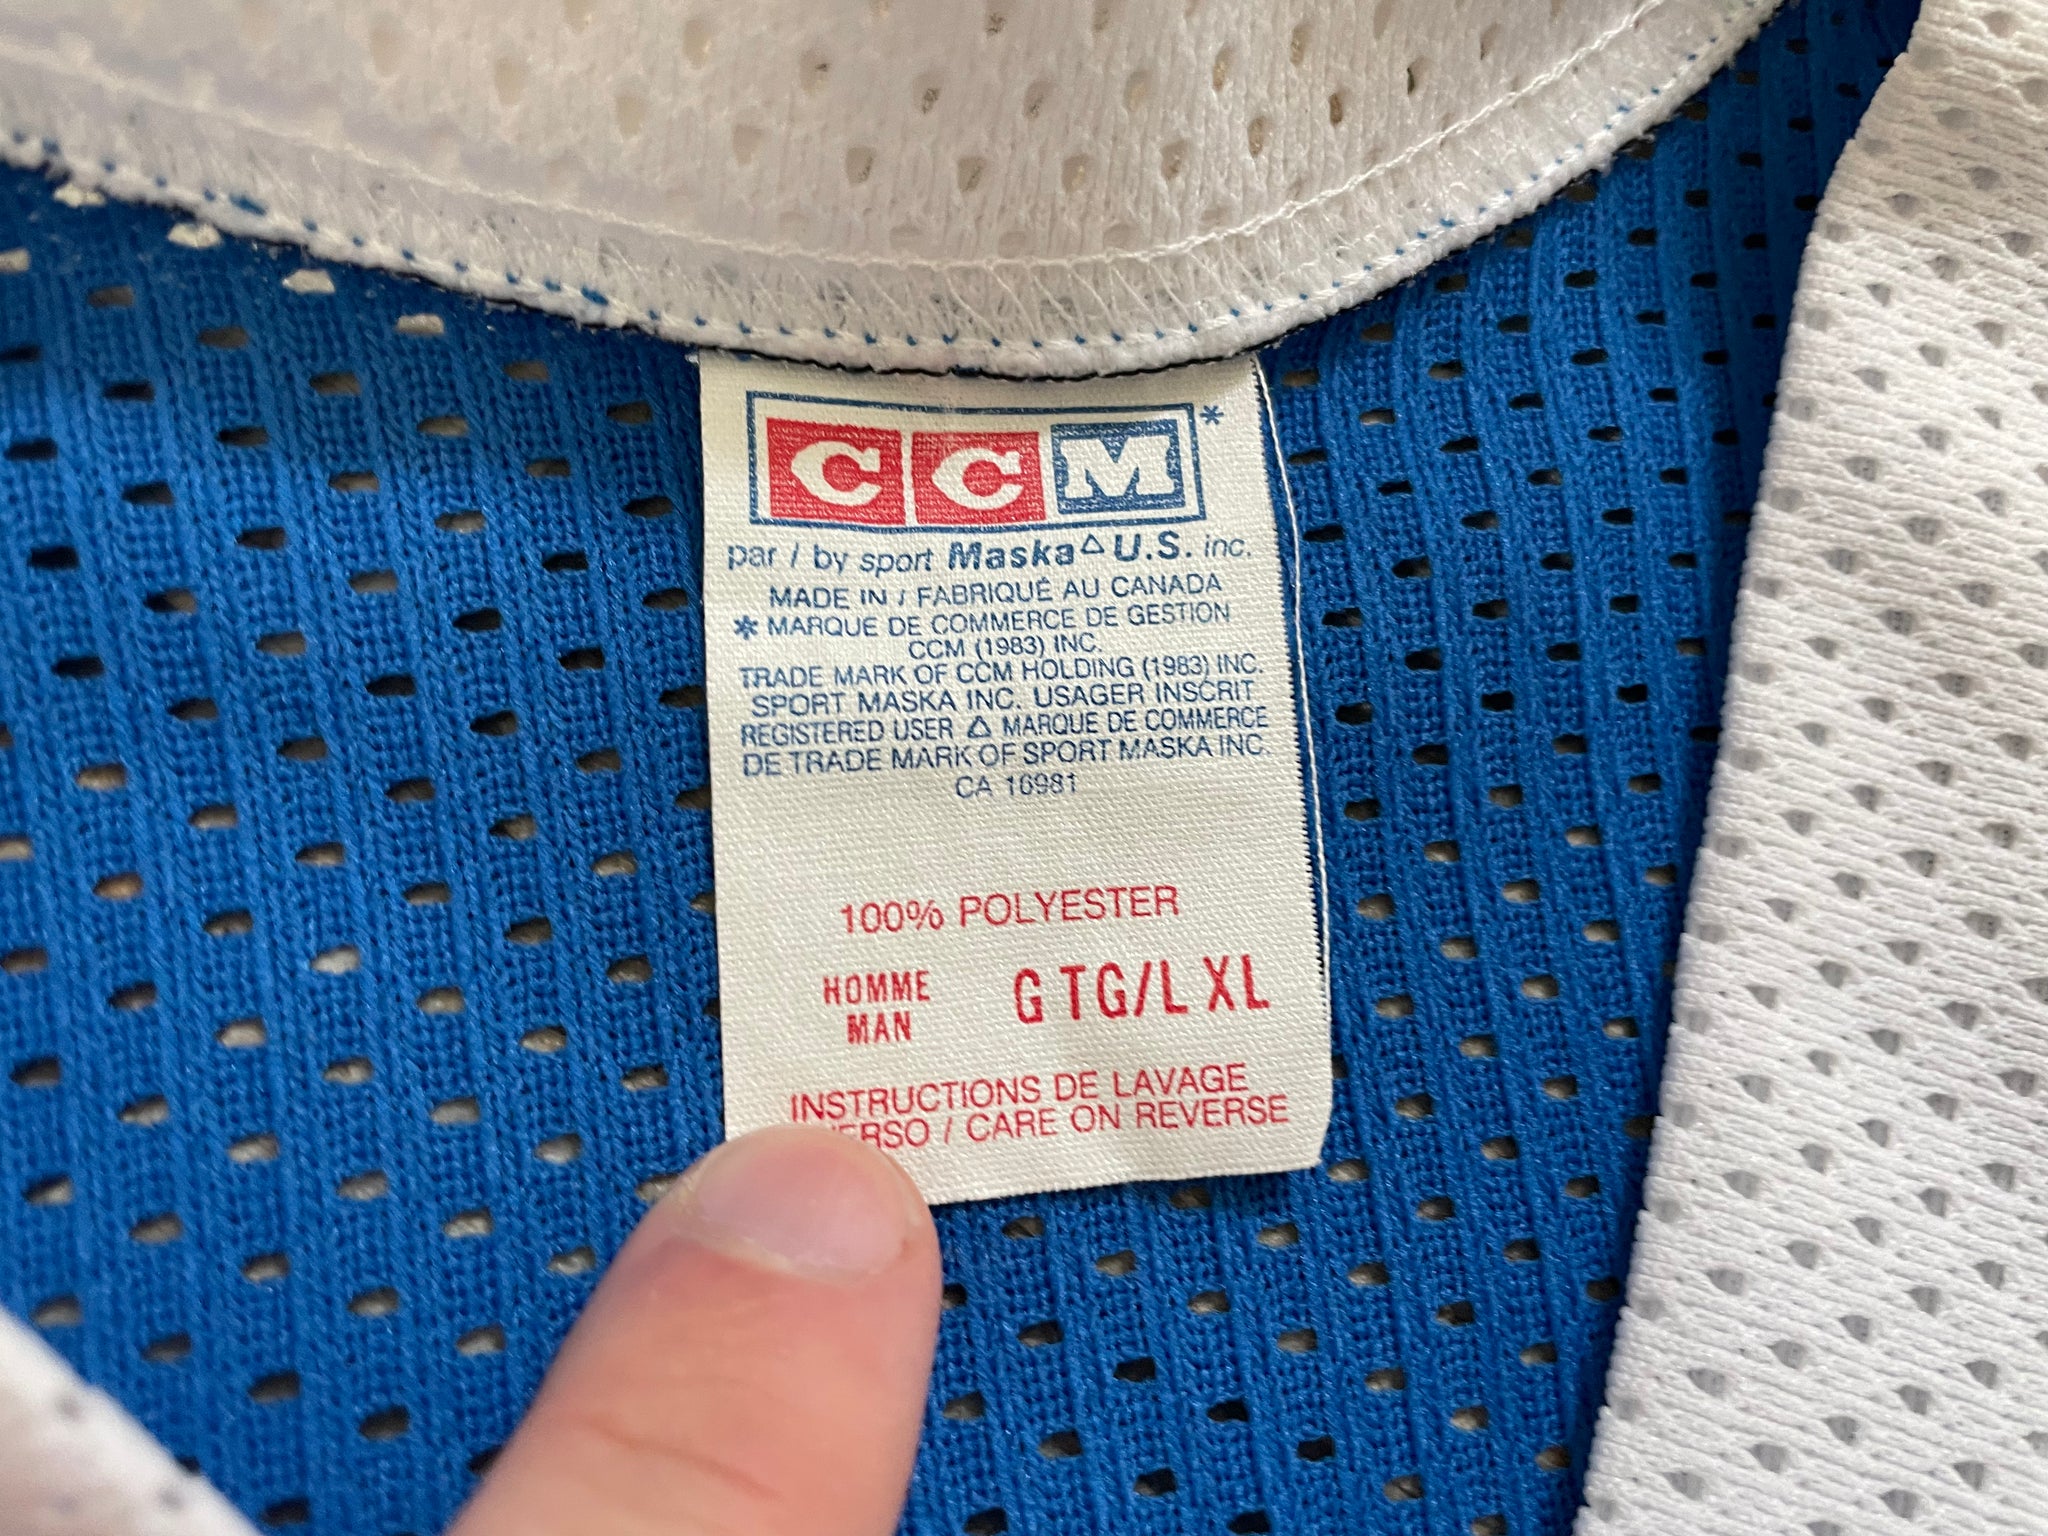 CCM*
par / by sport Maska△ U.S. inc.
MADE IN / FABRIQUÉ AU CANADA
* MARQUE DE COMMERCE DE GESTION
CCM (1983) INC.
TRADE MARK OF CCM HOLDING (1983) INC.
SPORT MASKA INC. USAGER INSCRIT
REGISTERED USER △ MARQUE DE COMMERCE
DE TRADE MARK OF SPORT MASKA INC.
CA 16981
100% POLYESTER
HOMME G TG/L XL
MAN
INSTRUCTIONS DE LAVAGE
/ CARE ON REVERSE